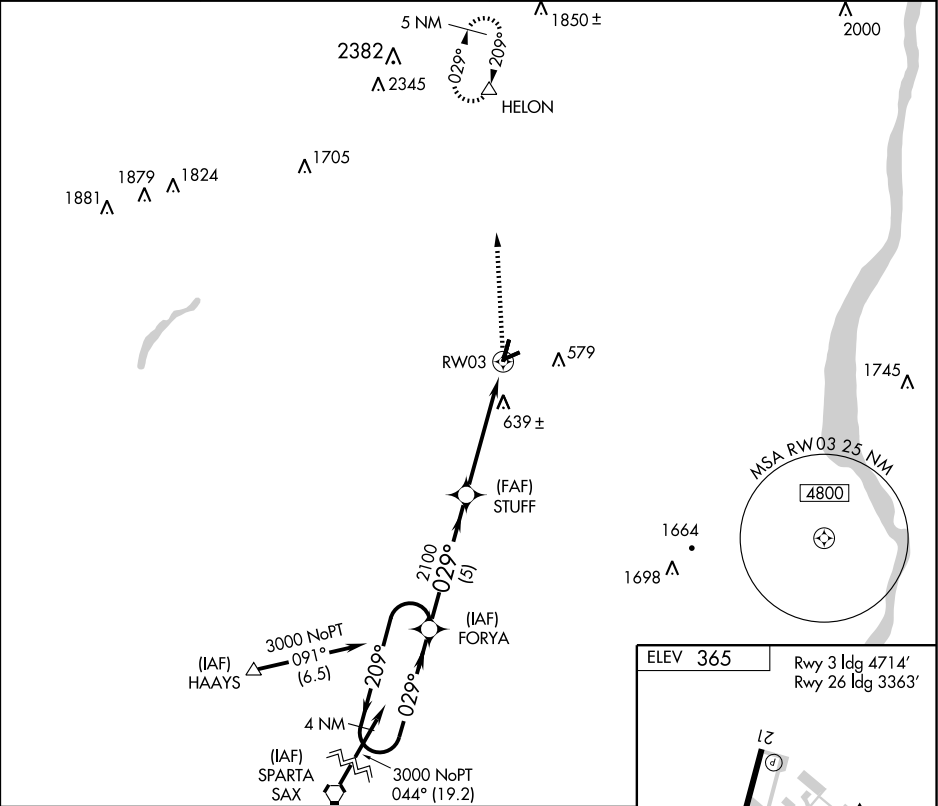 5 NM
1850 ±
2000
2382
2345
029°
209°
HELON
1705
1881
1879
1824
RW03
579
639 ±
1745
MSA RW03 25 NM
4800
(FAF)
STUFF
1664
1698
2100
029°
(5)
(IAF)
FORYA
3000 NoPT
091°
(6.5)
(IAF)
HAAYS
209°
029°
4 NM
(IAF)
SPARTA
SAX
3000 NoPT
044° (19.2)
ELEV 365
Rwy 3 ldg 4714'
Rwy 26 ldg 3363'
21
P